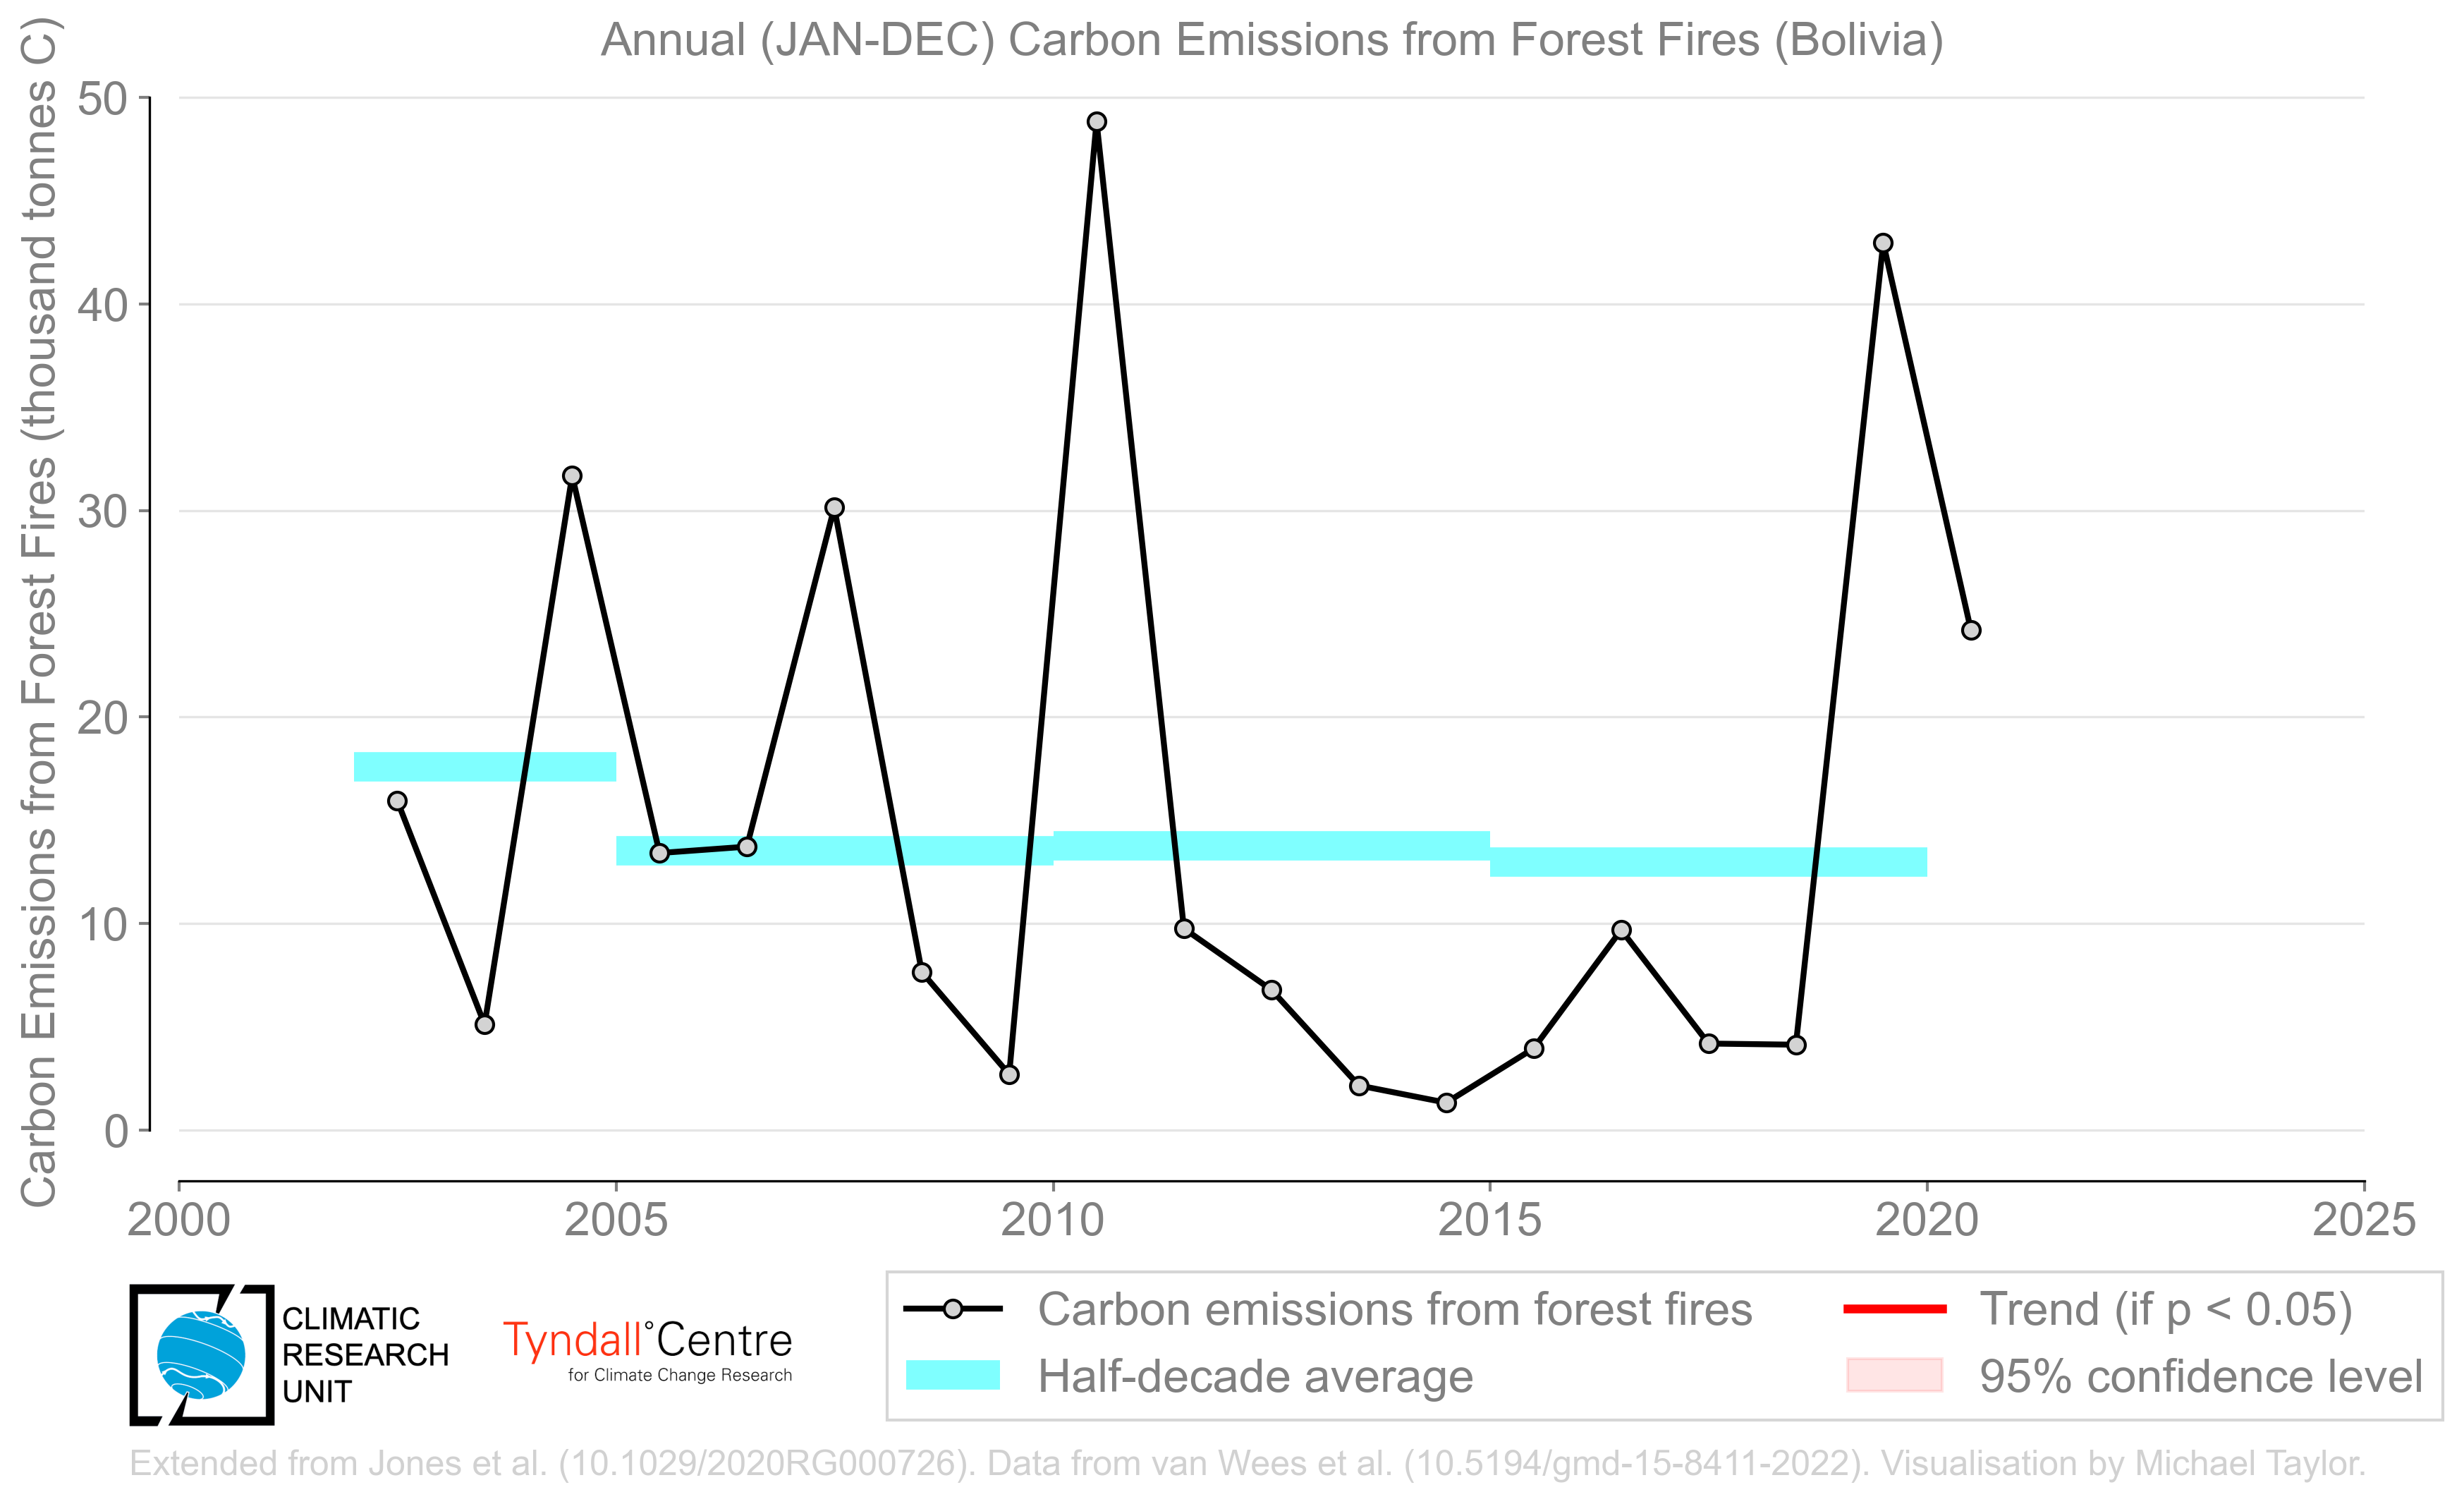 Annual (JAN-DEC) Carbon Emissions from Forest Fires (Bolivia)
Carbon Emissions from Forest Fires (thousand tonnes C)
50
40
30
20
10
0
2000 2005 2010 2015 2020 2025
CLIMATIC
RESEARCH
UNIT
Tyndall°Centre
for Climate Change Research
Carbon emissions from forest fires
Half-decade average
Trend (if p < 0.05)
95% confidence level
Extended from Jones et al. (10.1029/2020RG000726). Data from van Wees et al. (10.5194/gmd-15-8411-2022). Visualisation by Michael Taylor.